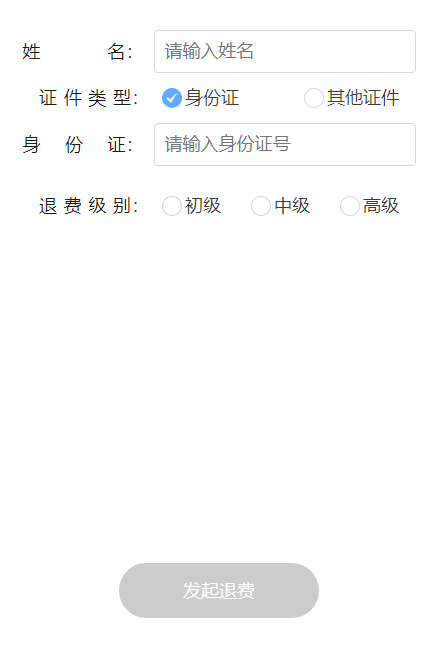 姓名: 请输入姓名
证件类型: 身份证 其他证件
身份证: 请输入身份证号
退费级别: 初级 中级 高级
发起退费